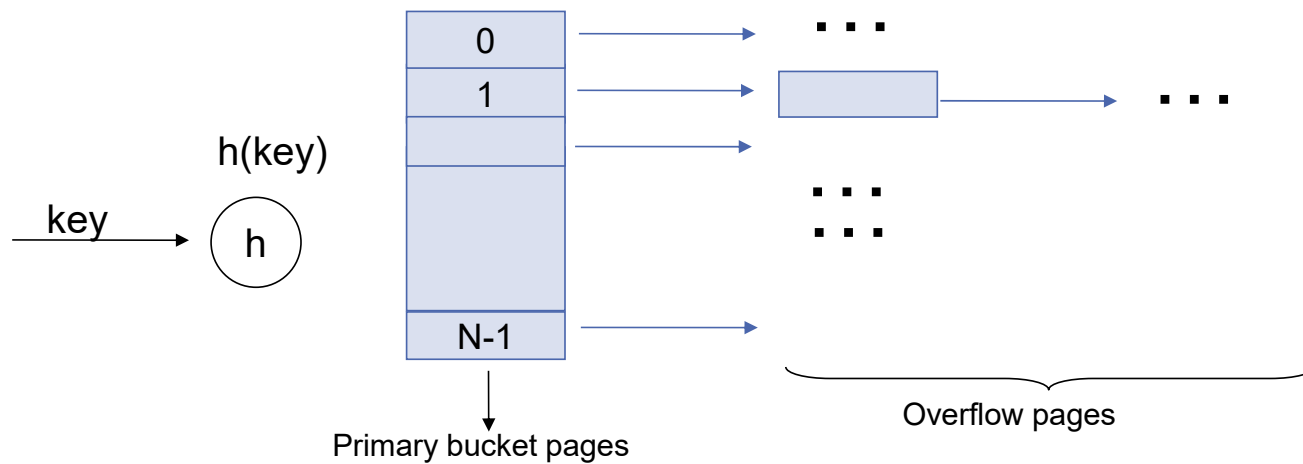 0
1
h(key)
key
h
N-1
Primary bucket pages
Overflow pages